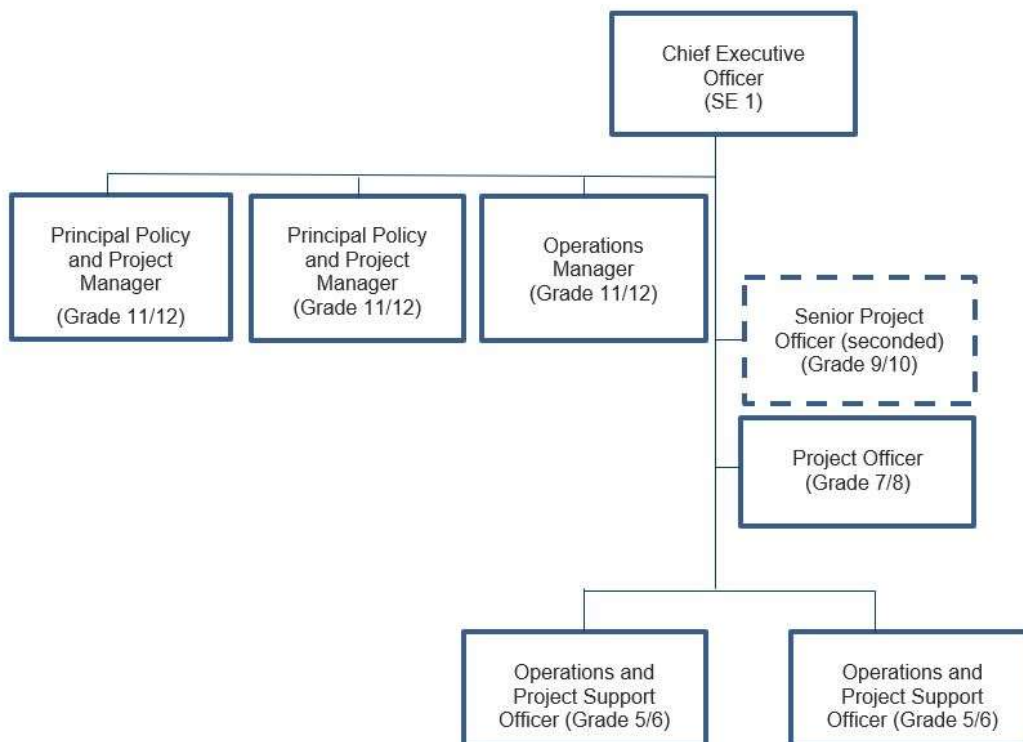 Chief Executive
Officer
(SE 1)
Principal Policy
and Project
Manager
(Grade 11/12)
Principal Policy
and Project
Manager
(Grade 11/12)
Operations
Manager
(Grade 11/12)
Senior Project
Officer (seconded)
(Grade 9/10)
Project Officer
(Grade 7/8)
Operations and
Project Support
Officer (Grade 5/6)
Operations and
Project Support
Officer (Grade 5/6)